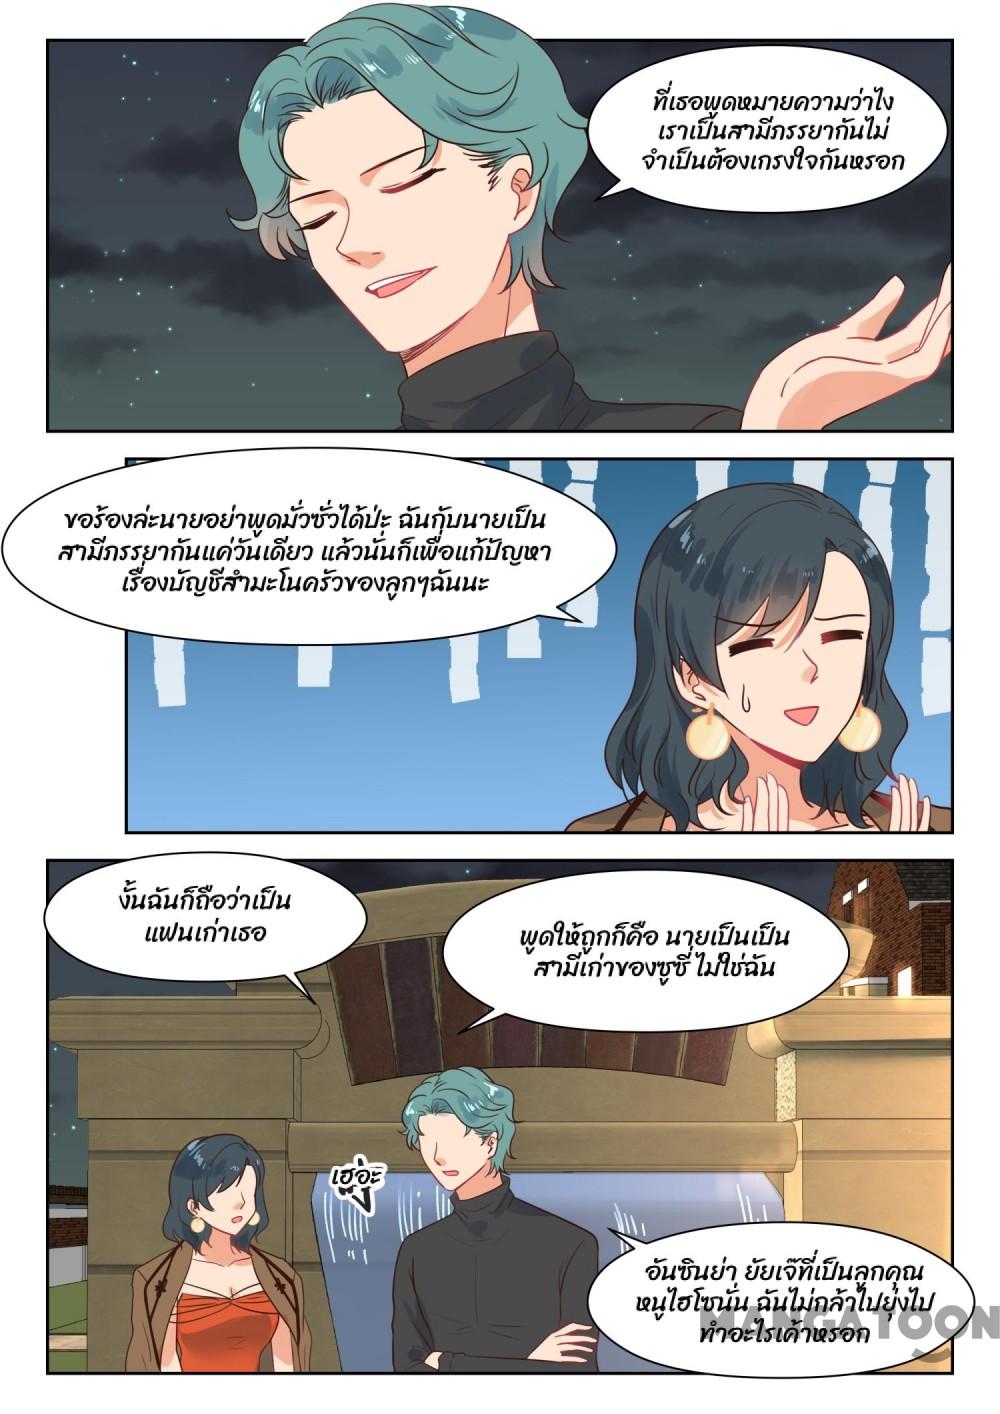 ที่เธอพูดหมายความว่าไง
เราเป็นสามีภรรยากันไม่
จำเป็นต้องเกรงใจกันหรอก
ขอร้องล่ะนายอย่าพูดมั่วซั่วได้ป่ะ ฉันกับนายเป็น
สามีภรรยากันแค่วันเดียว แล้วนั่นก็เพื่อแก้ปัญหา
เรื่องบัญชีสำมะโนครัวของลูกๆฉันนะ
งั้นฉันก็ถือว่าเป็น
แฟนเก่าเธอ
พูดให้ถูกก็คือ นายเป็นเป็น
สามีเก่าของซูซี่ ไม่ใช่ฉัน
เฮอะ
อันซินย่า ยัยเจ๊ที่เป็นลูกคุณ
หนูไฮโซนั่น ฉันไม่กล้าไปยุ่งไป
ทำอะไรเค้าหรอก
MANGATOON